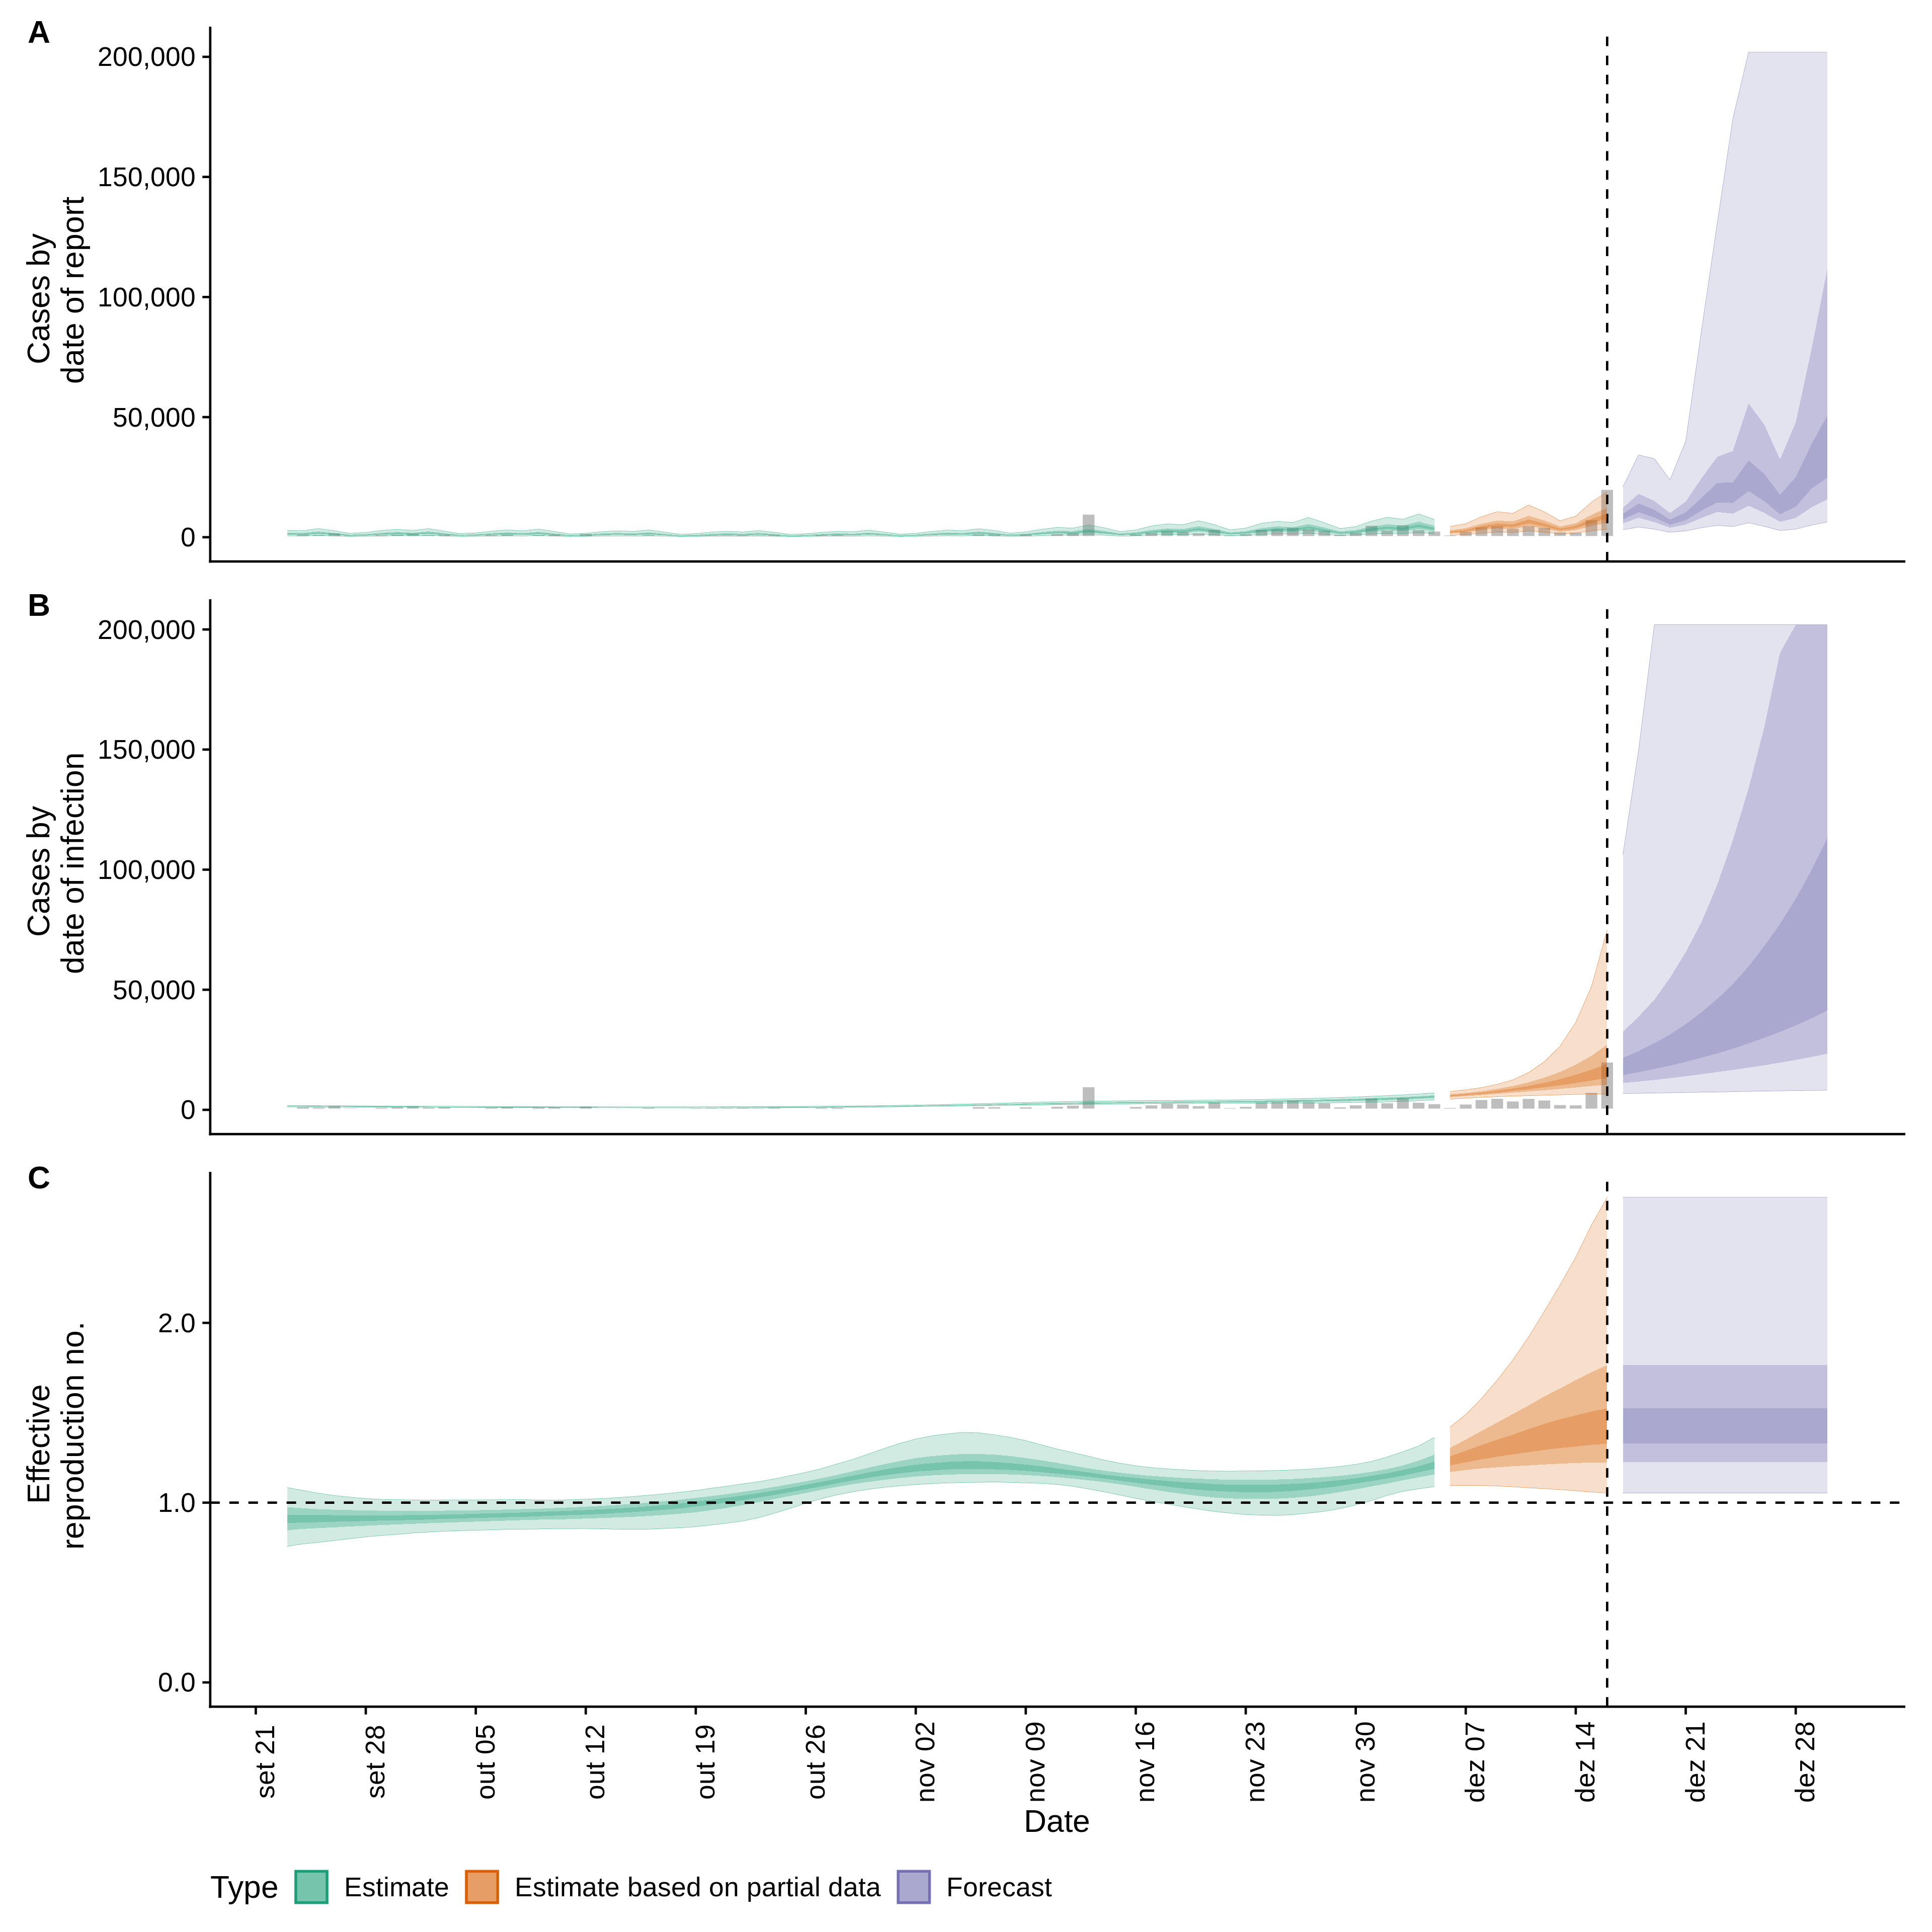 A
200,000
150,000
100,000
50,000
0
Cases by
date of report
B
200,000
150,000
100,000
50,000
0
Cases by
date of infection
C
2.0
1.0
0.0
Effective
reproduction no.
set 21
set 28
out 05
out 12
out 19
out 26
nov 02
nov 09
nov 16
nov 23
nov 30
dez 07
dez 14
dez 21
dez 28
Date
Type Estimate Estimate based on partial data Forecast